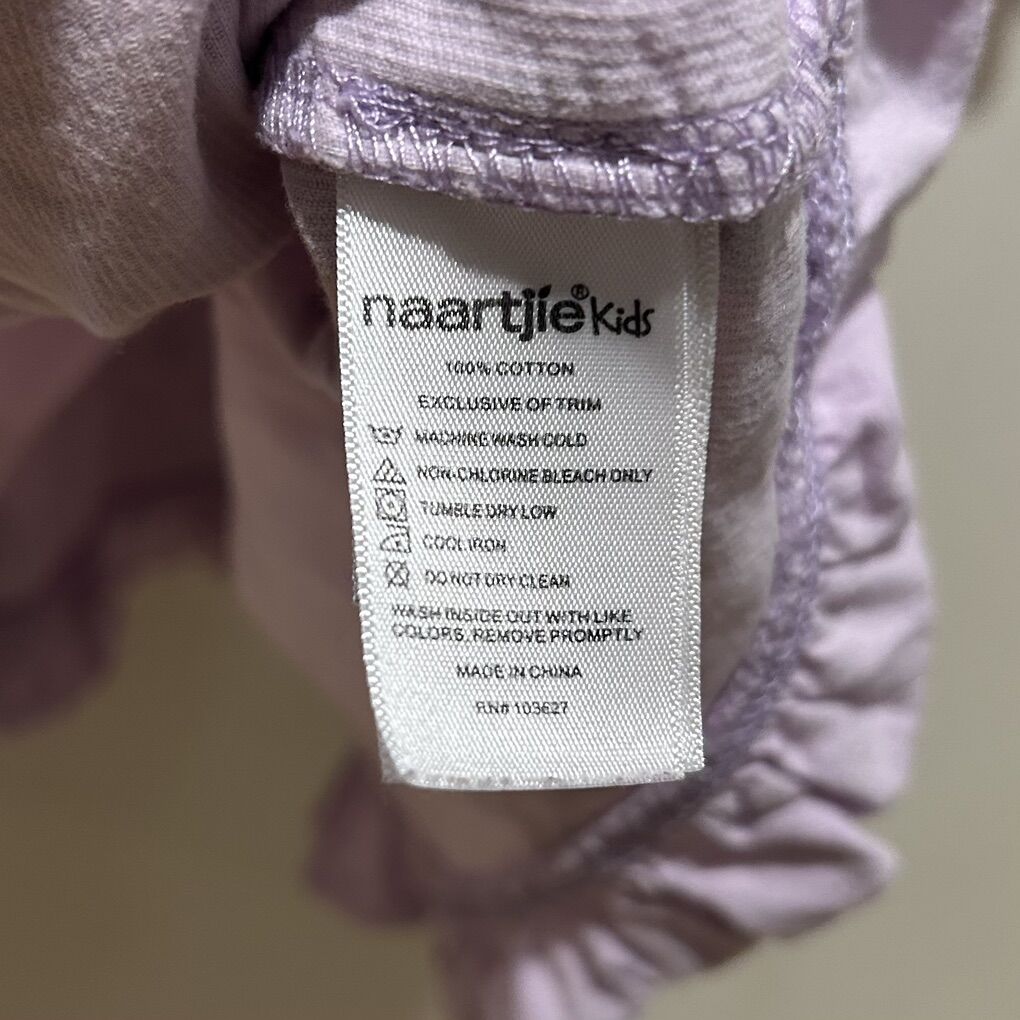 naartjie® Kids
100% COTTON
EXCLUSIVE OF TRIM
MACHINE WASH COLD
NON-CHLORINE BLEACH ONLY
TUMBLE DRY LOW
COOL IRON
DO NOT DRY CLEAN
WASH INSIDE OUT WITH LIKE
COLORS, REMOVE PROMPTLY
MADE IN CHINA
RN# 103627